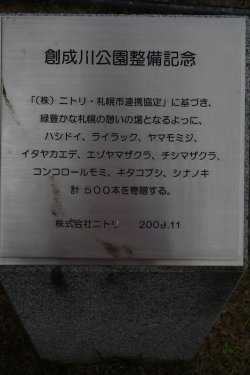 創成川公園整備記念
「(株)ニトリ・札幌市連携協定」に基づき、
緑豊かな札幌の憩いの場となるように、
ハシドイ、ライラック、ヤマモミジ、
イタヤカエデ、エゾヤマザクラ、チシマザクラ、
コンコロールモミ、キタコブシ、シナノキ
計 500本を寄贈する。
株式会社ニトリ 2009.11